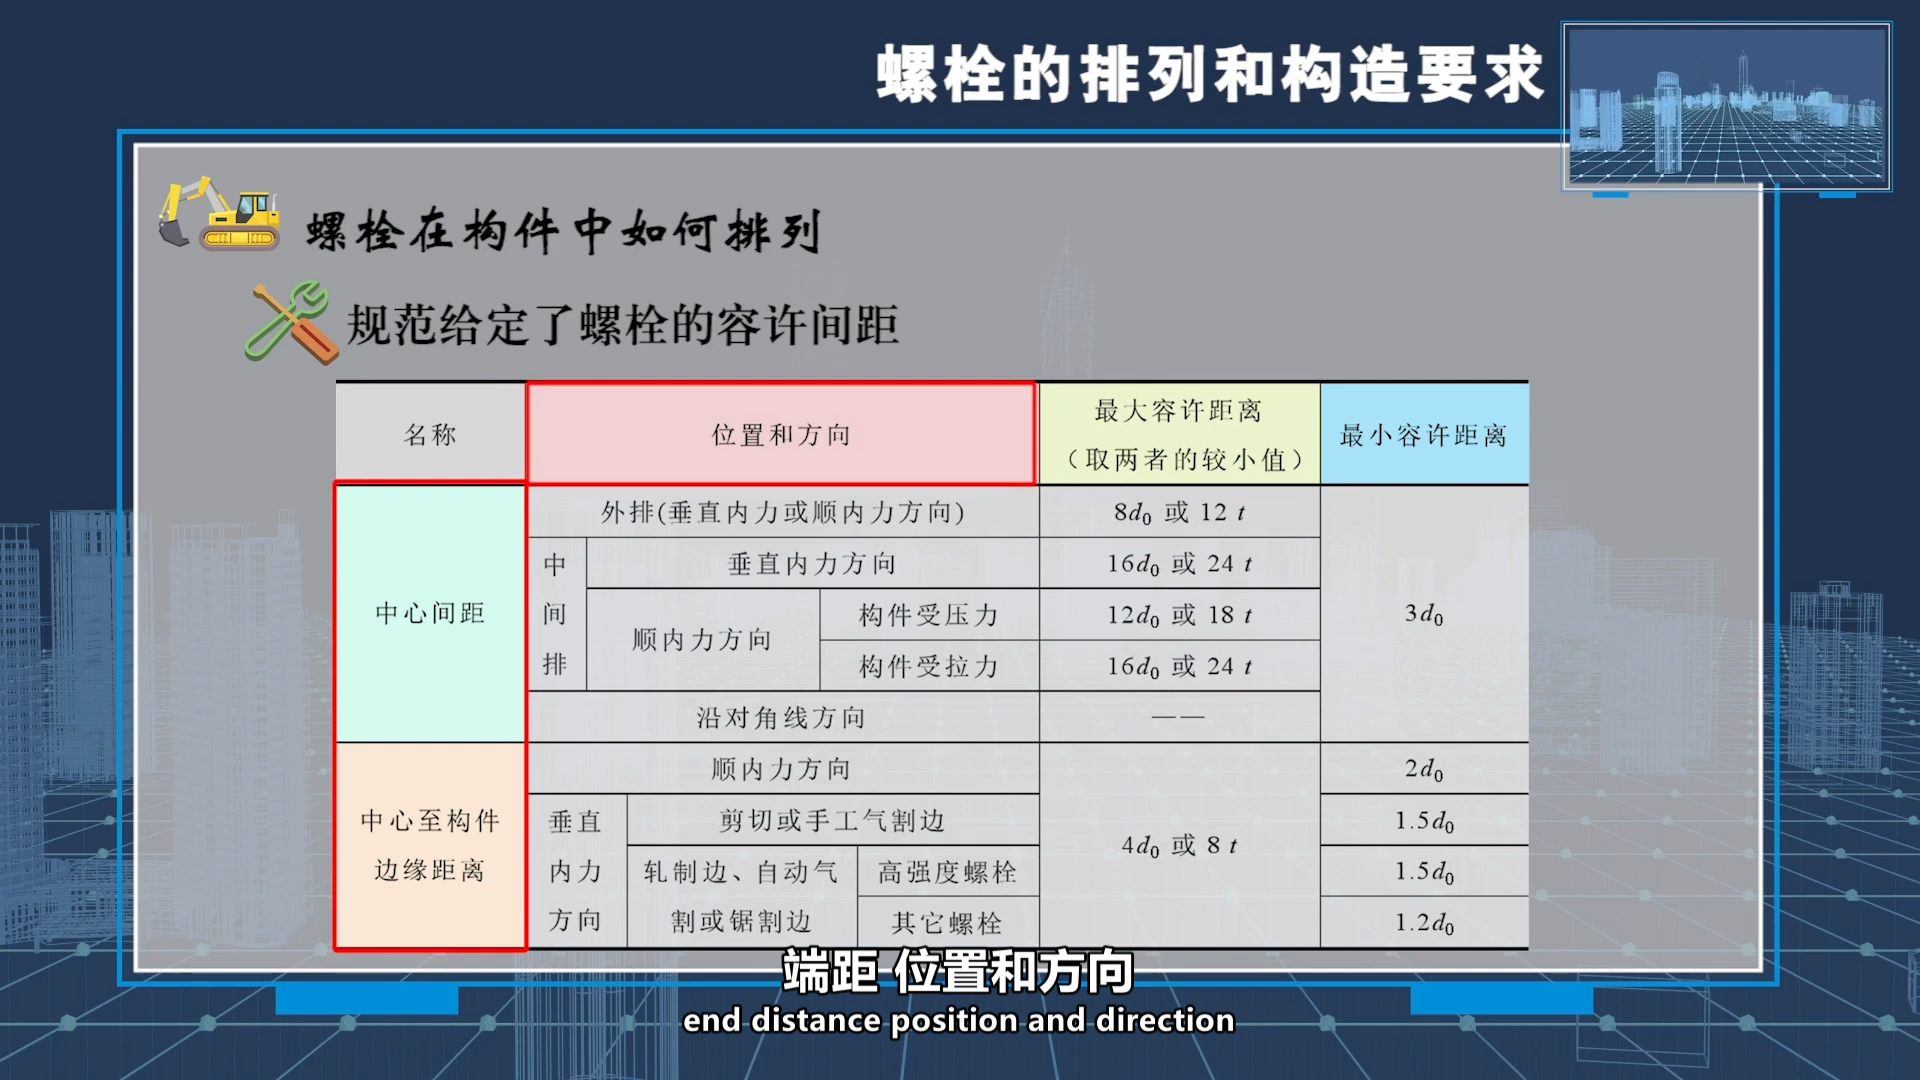 螺栓的排列和构造要求
螺栓在构件中如何排列
规范给定了螺栓的容许间距
名称
位置和方向
最大容许距离
（取两者的较小值）
最小容许距离
中心间距
外排(垂直内力或顺内力方向)
8d₀ 或 12 t
3d₀
中
间
排
垂直内力方向
16d₀ 或 24 t
顺内力方向
构件受压力
12d₀ 或 18 t
构件受拉力
16d₀ 或 24 t
沿对角线方向
——
中心至构件
边缘距离
顺内力方向
4d₀ 或 8 t
2d₀
垂直
内力
方向
剪切或手工气割边
1.5d₀
轧制边、自动气
割或锯割边
高强度螺栓
1.5d₀
其它螺栓
1.2d₀
端距 位置和方向
end distance position and direction